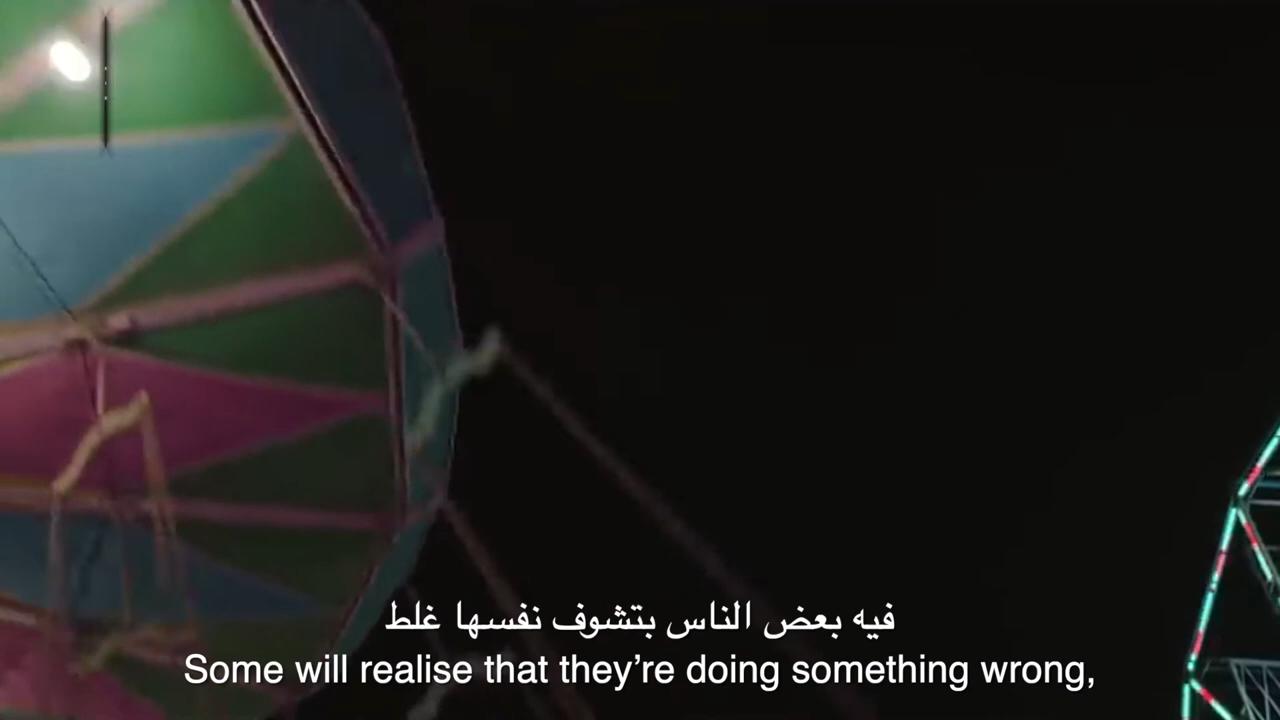 فيه بعض الناس بتشوف نفسها غلط
Some will realise that they’re doing something wrong,